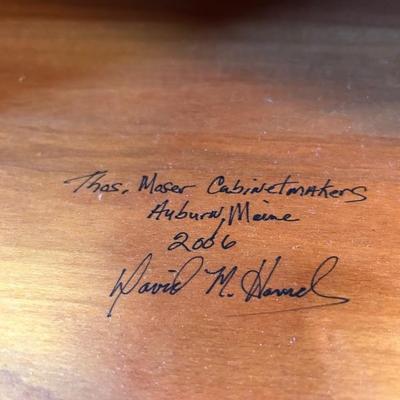 Thos. Moser Cabinetmakers
Auburn, Maine
2006
David M.